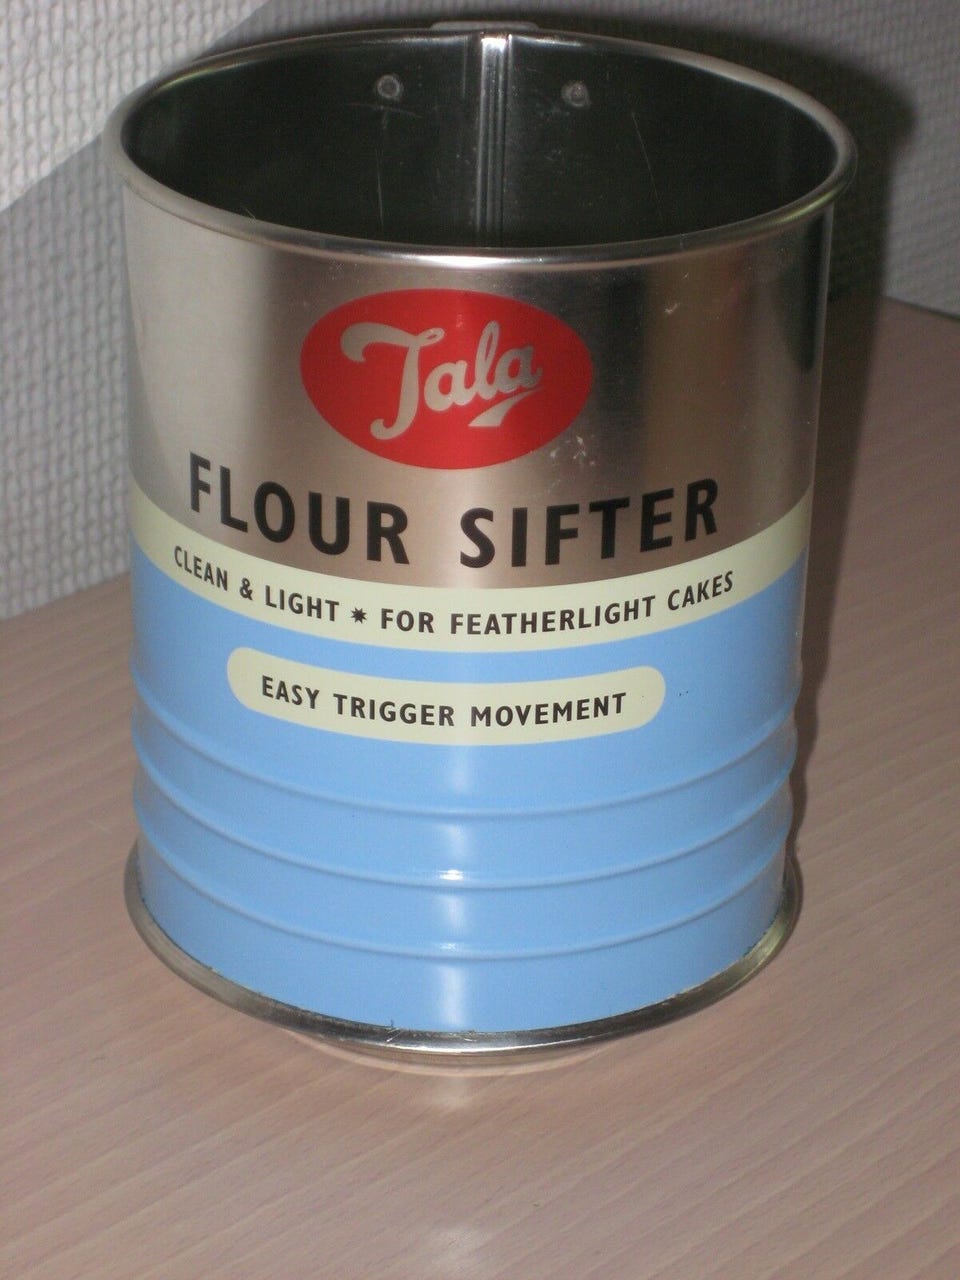 Tala
FLOUR SIFTER
CLEAN & LIGHT ✷ FOR FEATHERLIGHT CAKES
EASY TRIGGER MOVEMENT